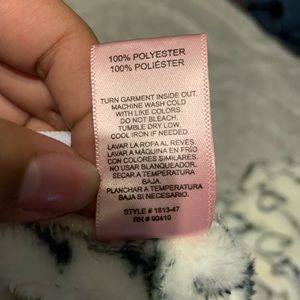 100% POLYESTER
100% POLIÉSTER
TURN GARMENT INSIDE OUT.
MACHINE WASH COLD
WITH LIKE COLORS.
DO NOT BLEACH.
TUMBLE DRY LOW.
COOL IRON IF NEEDED.
LAVAR LA ROPA AL REVÉS.
LAVAR A MÁQUINA EN FRÍO
CON COLORES SIMILARES.
NO USAR BLANQUEADOR.
SECAR A TEMPERATURA
BAJA.
PLANCHAR A TEMPERATURA
BAJA SI NECESARIO.
STYLE # 1813-47
RN # 90410